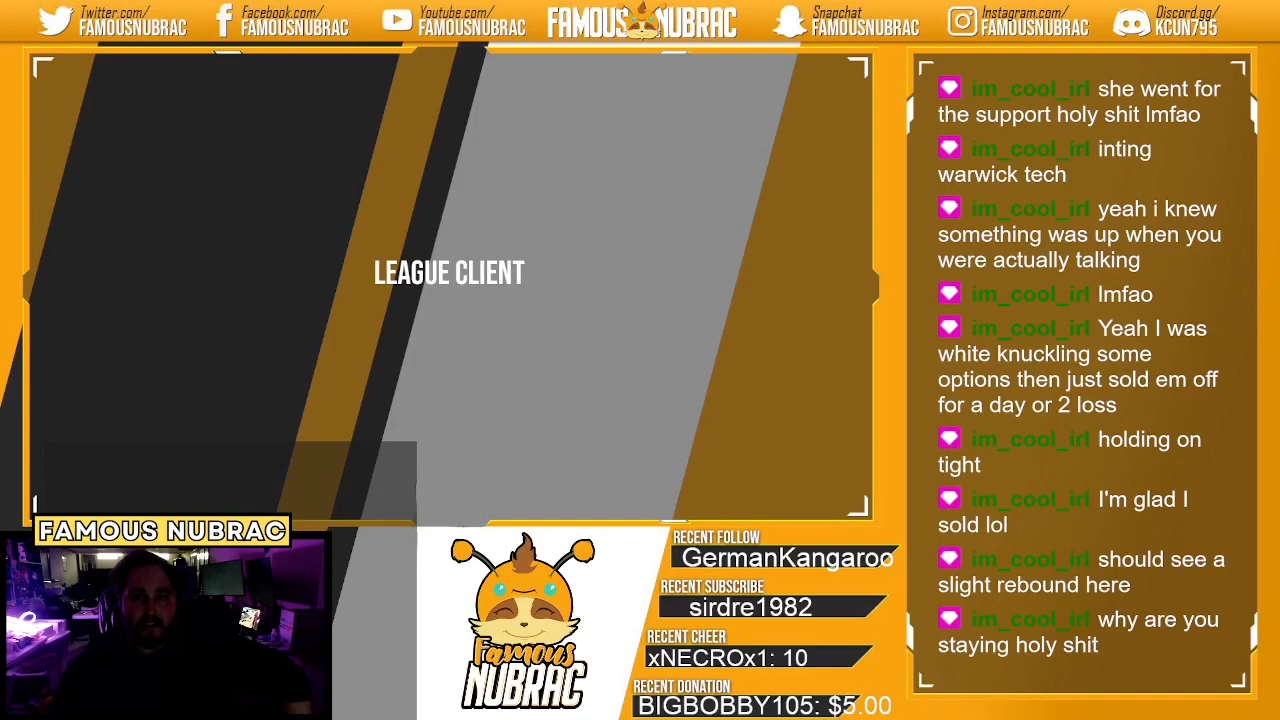 Twitter.com/
FAMOUSNUBRAC
Facebook.com/
FAMOUSNUBRAC
Youtube.com/
FAMOUSNUBRAC
FAMOUS NUBRAC
Snapchat
FAMOUSNUBRAC
Instagram.com/
FAMOUSNUBRAC
Discord.gg/
KCUN795
LEAGUE CLIENT
im_cool_irl she went for
the support holy shit lmfao
im_cool_irl inting
warwick tech
im_cool_irl yeah i knew
something was up when you
were actually talking
im_cool_irl lmfao
im_cool_irl Yeah I was
white knuckling some
options then just sold em off
for a day or 2 loss
im_cool_irl holding on
tight
im_cool_irl I'm glad I
sold lol
im_cool_irl should see a
slight rebound here
im_cool_irl why are you
staying holy shit
FAMOUS NUBRAC
Famous
NUBRAC
RECENT FOLLOW
GermanKangaroo
RECENT SUBSCRIBE
sirdre1982
RECENT CHEER
xNECROx1: 10
RECENT DONATION
BIGBOBBY105: $5.00